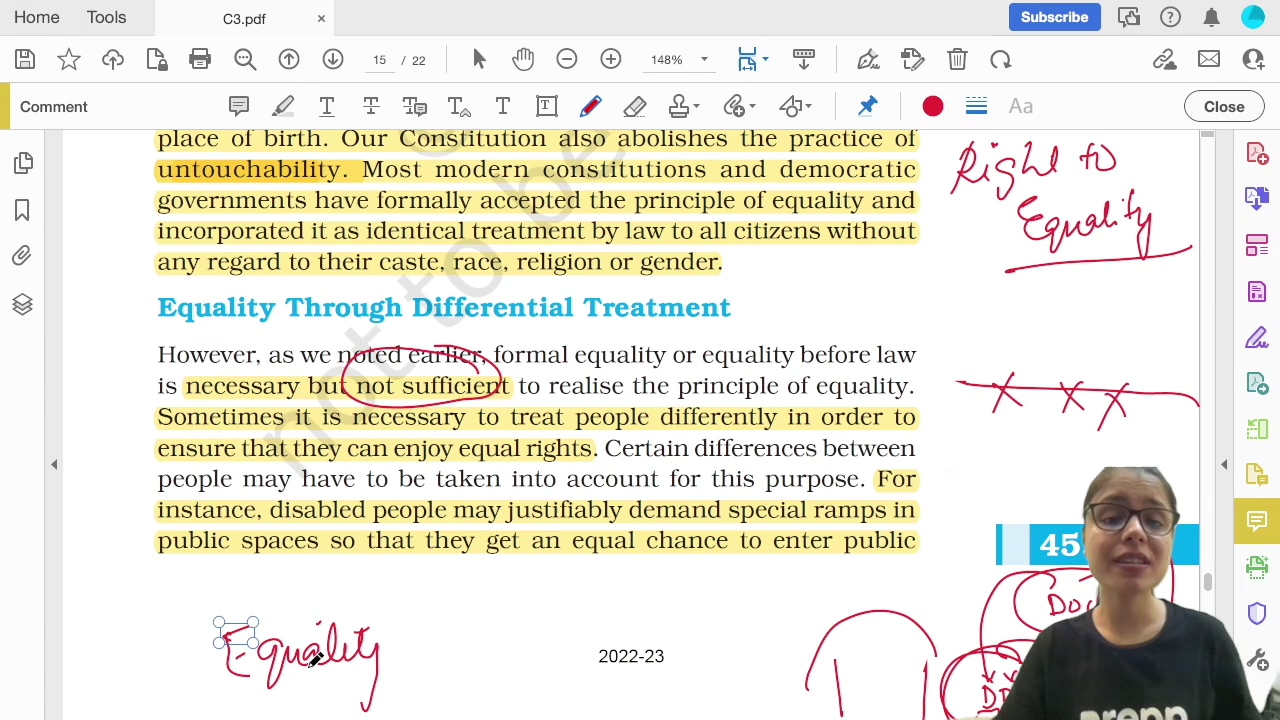 Home Tools C3.pdf × Subscribe
15 / 22 148%
Comment Aa Close
place of birth. Our Constitution also abolishes the practice of
untouchability. Most modern constitutions and democratic
governments have formally accepted the principle of equality and
incorporated it as identical treatment by law to all citizens without
any regard to their caste, race, religion or gender.
Right to
Equality
Equality Through Differential Treatment
However, as we noted earlier, formal equality or equality before law
is necessary but not sufficient to realise the principle of equality.
Sometimes it is necessary to treat people differently in order to
ensure that they can enjoy equal rights. Certain differences between
people may have to be taken into account for this purpose. For
instance, disabled people may justifiably demand special ramps in
public spaces so that they get an equal chance to enter public
45
Equality
2022-23
not to be